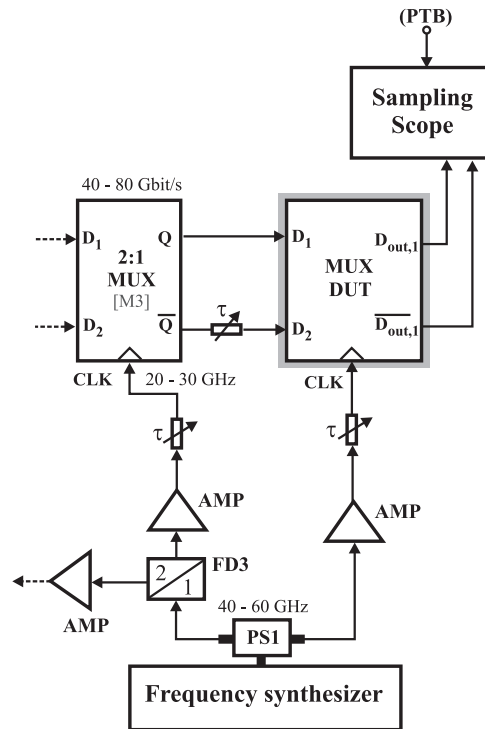 (PTB)
Sampling
Scope
40 - 80 Gbit/s
D1 Q
2:1
MUX
[M3]
D2 Q
CLK
20 - 30 GHz
τ
D1 Dout,1
MUX
DUT
D2 Dout,1
CLK
τ
τ
AMP
AMP
2
1
FD3
AMP
40 - 60 GHz
PS1
Frequency synthesizer